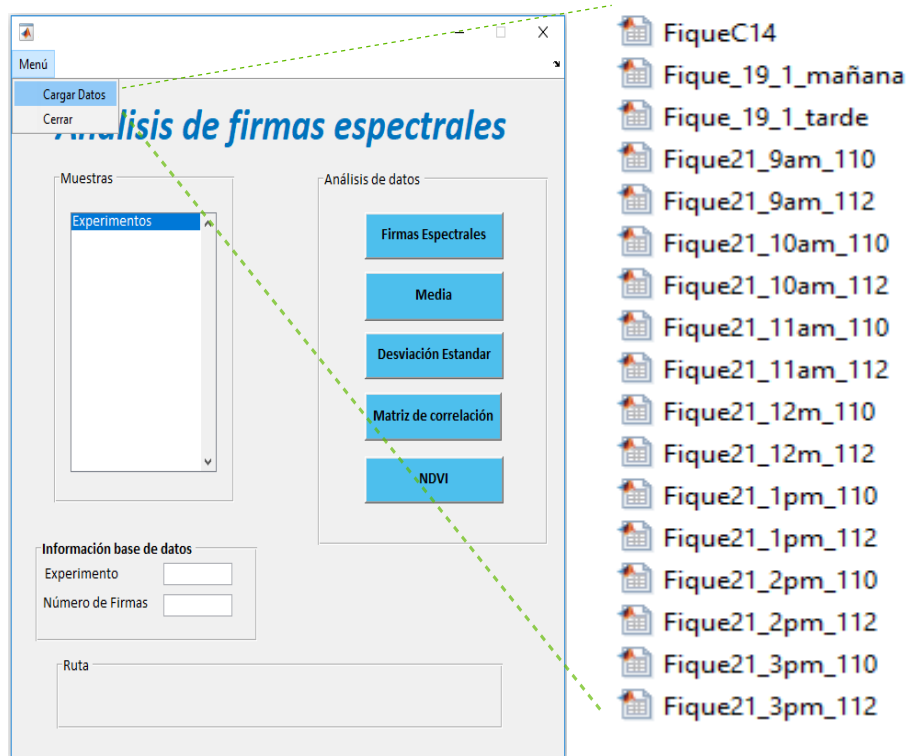 Menú
Cargar Datos
Cerrar
Análisis de firmas espectrales
Muestras
Experimentos
Análisis de datos
Firmas Espectrales
Media
Desviación Estandar
Matriz de correlación
NDVI
Información base de datos
Experimento
Número de Firmas
Ruta
FiqueC14
Fique_19_1_mañana
Fique_19_1_tarde
Fique21_9am_110
Fique21_9am_112
Fique21_10am_110
Fique21_10am_112
Fique21_11am_110
Fique21_11am_112
Fique21_12m_110
Fique21_12m_112
Fique21_1pm_110
Fique21_1pm_112
Fique21_2pm_110
Fique21_2pm_112
Fique21_3pm_110
Fique21_3pm_112